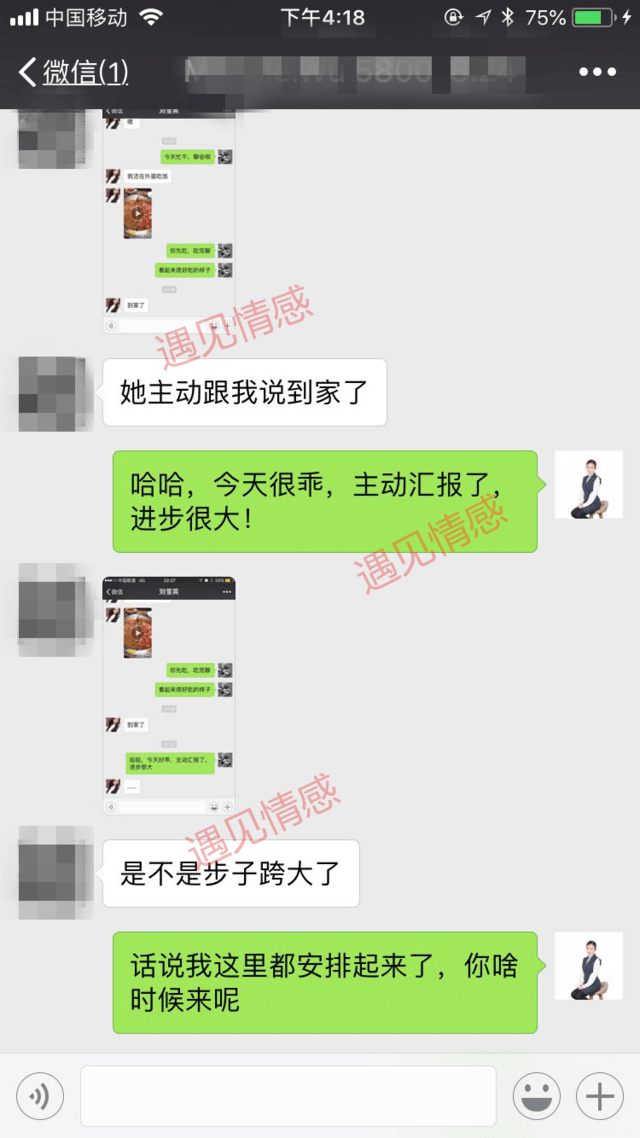 中国移动
下午4:18
75%
微信(1)
刘雪英
嗯
今天忙不，聊会呗
我还在外面吃饭
你先吃，吃完聊
看起来很好吃的样子
到家了
遇见情感
她主动跟我说到家了
哈哈，今天很乖，主动汇报了，
进步很大！
遇见情感
中国联通 4G
22:27
54%
微信
刘雪英
你先吃，吃完聊
看起来很好吃的样子
到家了
哈哈，今天好乖，主动汇报了，
进步很大
......
遇见情感
是不是步子跨大了
话说我这里都安排起来了，你啥
时候来呢